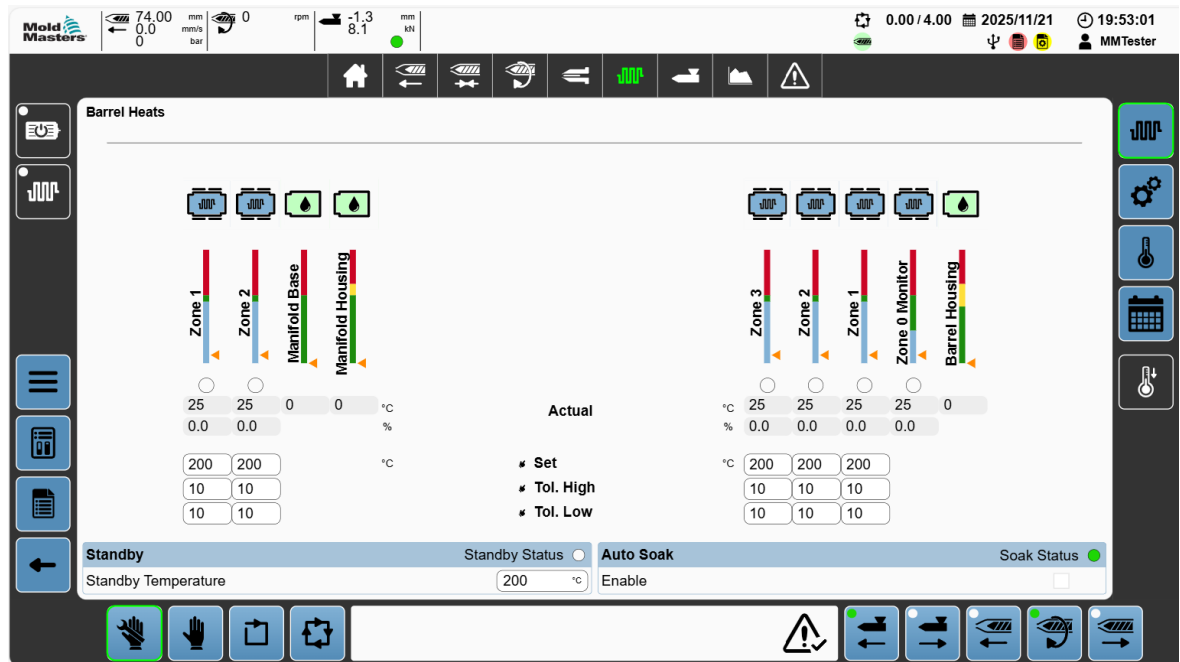 Mold Masters
74.00 mm
0.0 mm/s
0 bar
0 rpm
-1.3 mm
8.1 kN
0.00 / 4.00
2025/11/21
19:53:01
MMTester
Barrel Heats
Zone 1
Zone 2
Manifold Base
Manifold Housing
Zone 3
Zone 2
Zone 1
Zone 0 Monitor
Barrel Housing
25 25 0 0 °C Actual °C 25 25 25 25 0
0.0 0.0 % % 0.0 0.0 0.0 0.0
200 200 °C Set °C 200 200 200
10 10 Tol. High 10 10 10
10 10 Tol. Low 10 10 10
Standby Standby Status Auto Soak Soak Status
Standby Temperature 200 °C Enable